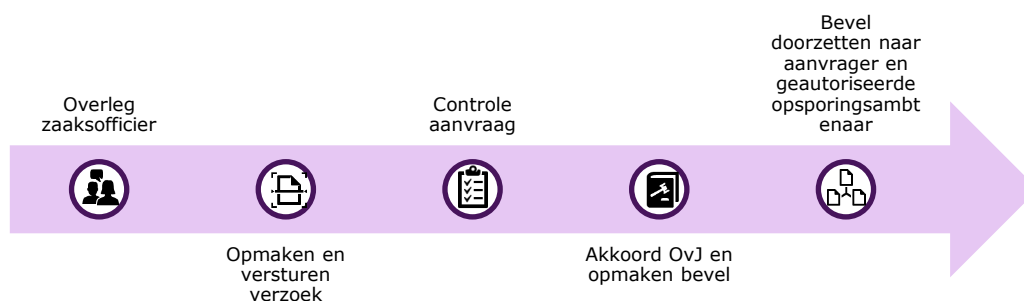 Overleg
zaaksofficier
Opmaken en
versturen
verzoek
Controle
aanvraag
Akkoord OvJ en
opmaken bevel
Bevel
doorzetten naar
aanvrager en
geautoriseerde
opsporingsambt
enaar